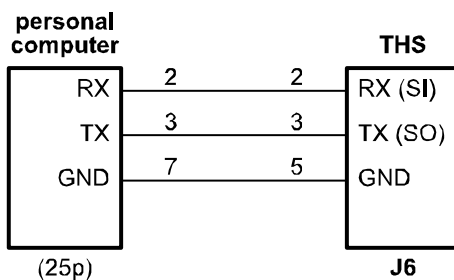 personal
computer
THS
RX 2 2 RX (SI)
TX 3 3 TX (SO)
GND 7 5 GND
(25p)
J6